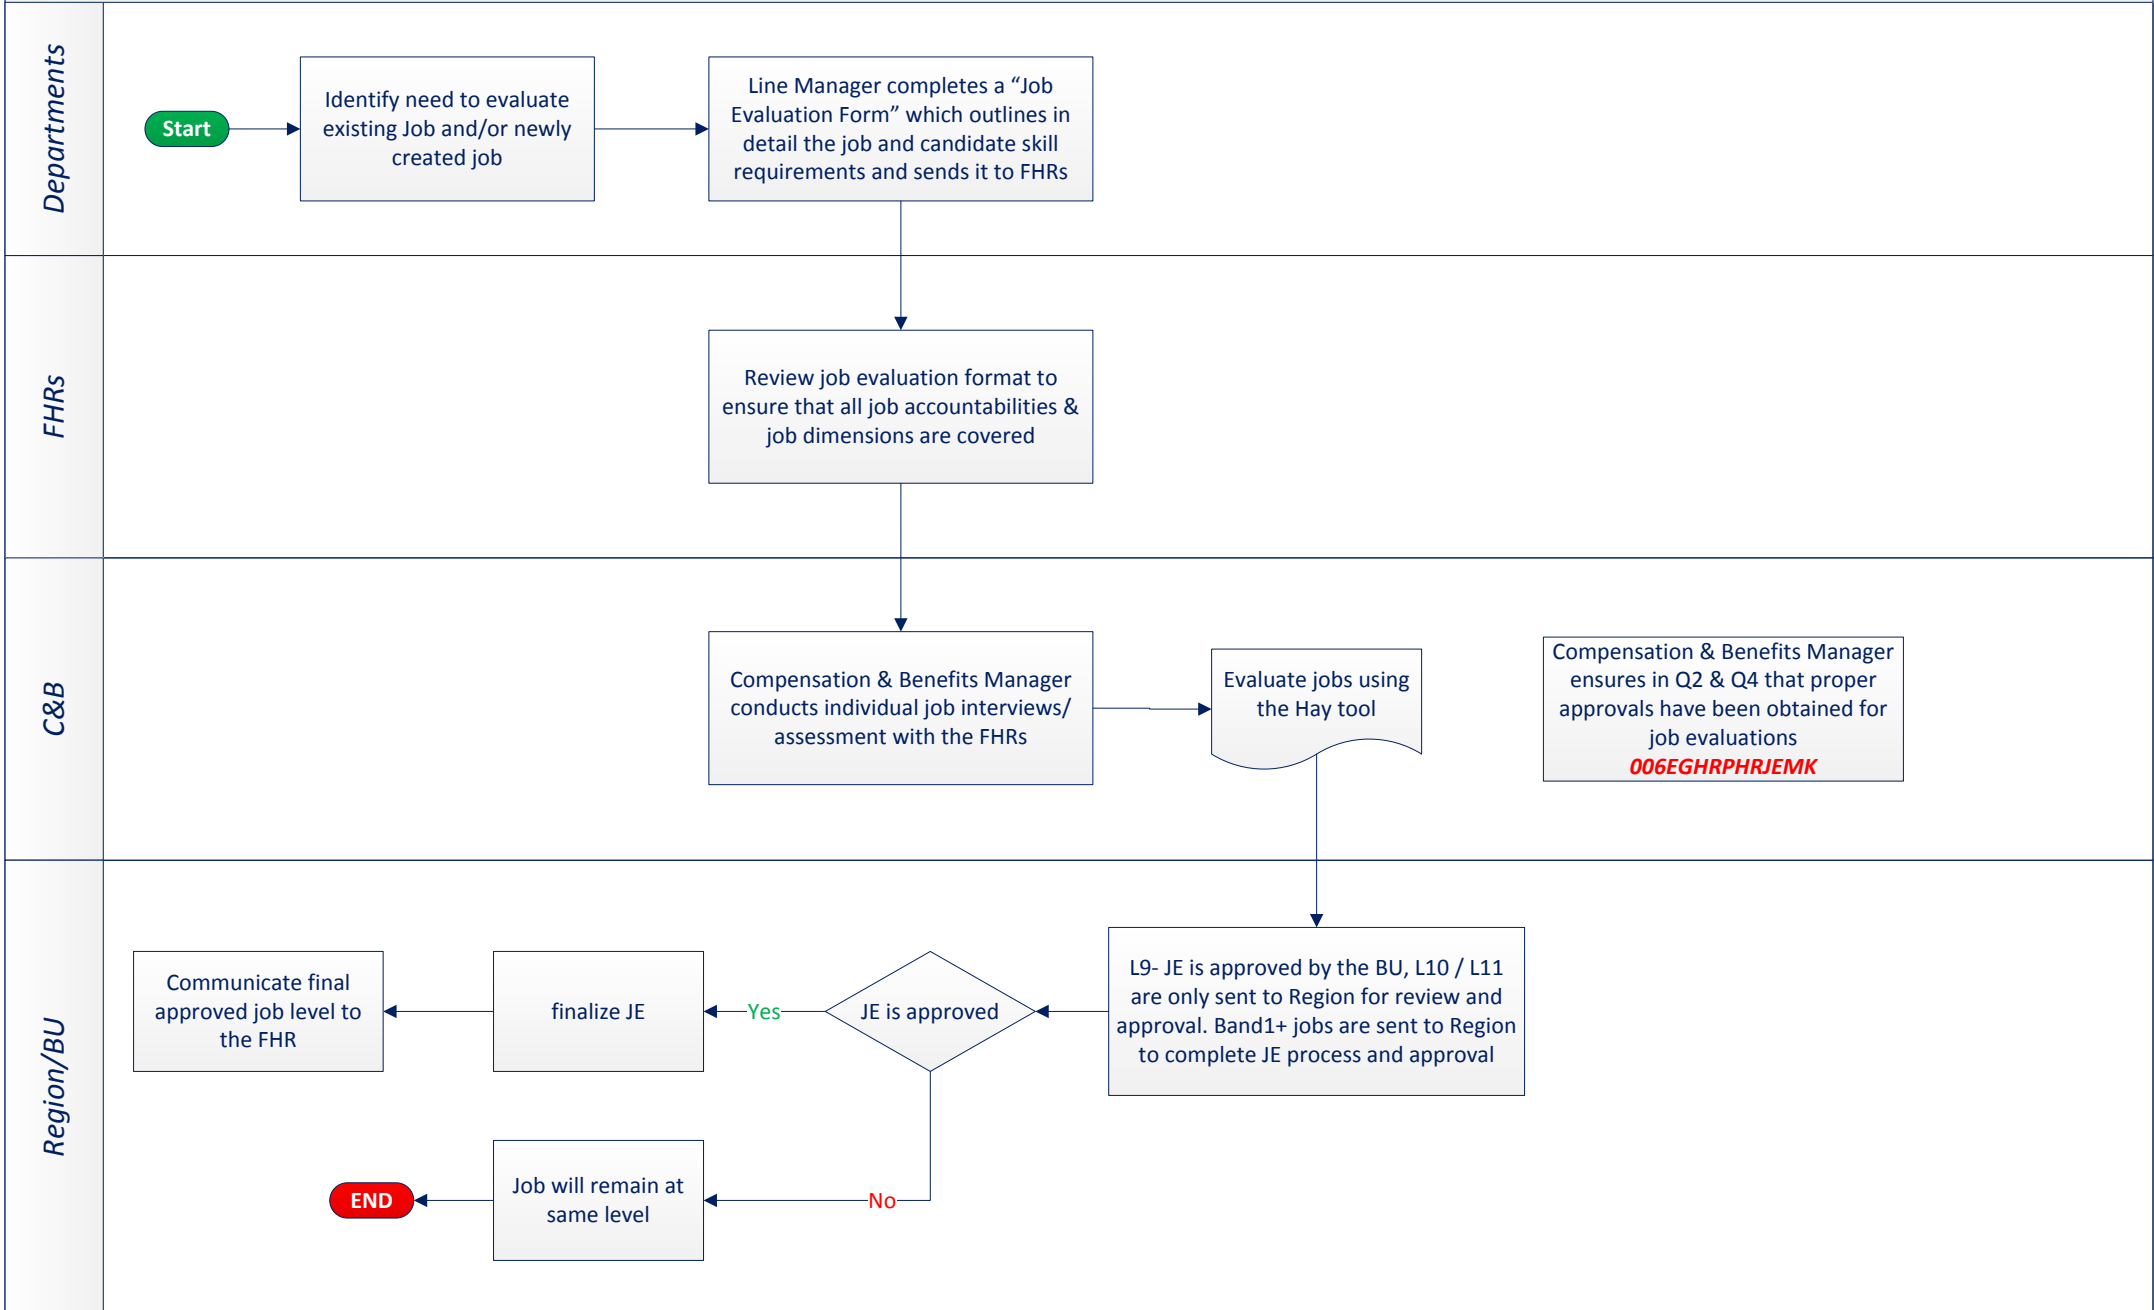 Departments
Start
Identify need to evaluate
existing Job and/or newly
created job
Line Manager completes a “Job
Evaluation Form” which outlines in
detail the job and candidate skill
requirements and sends it to FHRs
FHRs
Review job evaluation format to
ensure that all job accountabilities &
job dimensions are covered
C&B
Compensation & Benefits Manager
conducts individual job interviews/
assessment with the FHRs
Evaluate jobs using
the Hay tool
Compensation & Benefits Manager
ensures in Q2 & Q4 that proper
approvals have been obtained for
job evaluations
006EGHRPHRJEMK
Region/BU
Communicate final
approved job level to
the FHR
finalize JE
Yes
JE is approved
L9- JE is approved by the BU, L10 / L11
are only sent to Region for review and
approval. Band1+ jobs are sent to Region
to complete JE process and approval
END
Job will remain at
same level
No